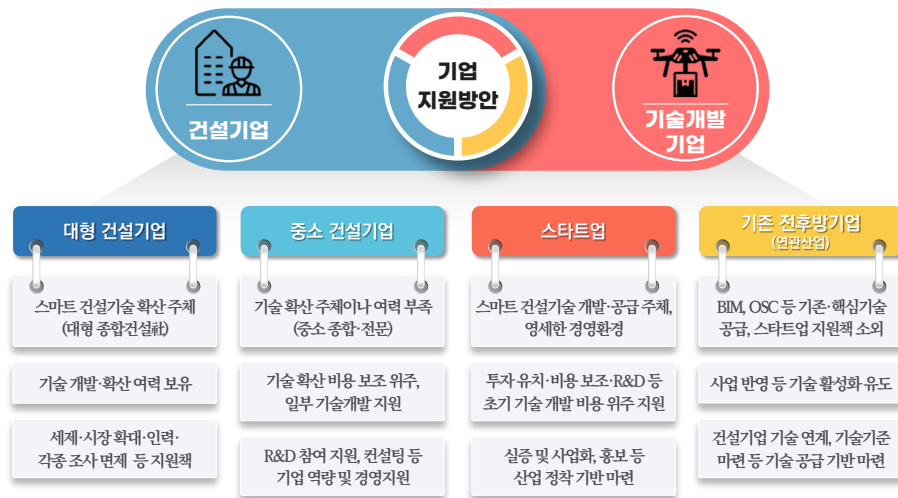 기업
지원방안
건설기업
기술개발
기업
대형 건설기업
스마트 건설기술 확산 주체
(대형 종합건설社)
기술 개발·확산 여력 보유
세제·시장 확대·인력·
각종 조사 면제 등 지원책
중소 건설기업
기술 확산 주체이나 여력 부족
(중소 종합·전문)
기술 확산 비용 보조 위주,
일부 기술개발 지원
R&D 참여 지원, 컨설팅 등
기업 역량 및 경영지원
스타트업
스마트 건설기술 개발·공급 주체,
영세한 경영환경
투자 유치·비용 보조·R&D 등
초기 기술 개발 비용 위주 지원
실증 및 사업화, 홍보 등
산업 정착 기반 마련
기존 전후방기업
(연관산업)
BIM, OSC 등 기존·핵심기술
공급, 스타트업 지원책 소외
사업 반영 등 기술 활성화 유도
건설기업 기술 연계, 기술기준
마련 등 기술 공급 기반 마련